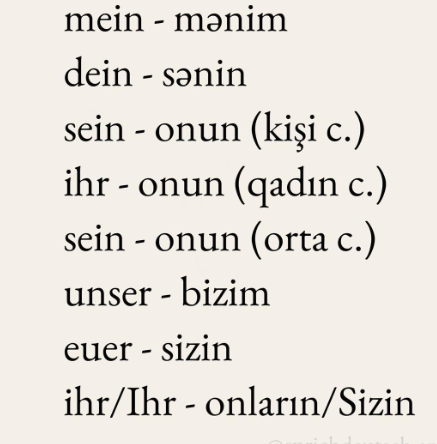 mein - mənim
dein - sənin
sein - onun (kişi c.)
ihr - onun (qadın c.)
sein - onun (orta c.)
unser - bizim
euer - sizin
ihr/Ihr - onların/Sizin